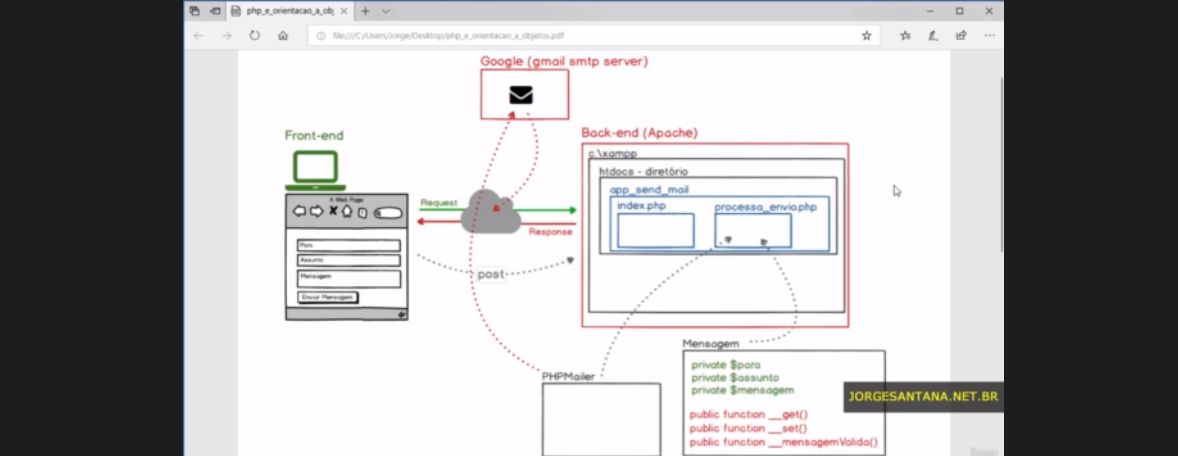 php_e_orientacao_a_obj
file:///C:/Users/Jorge/Desktop/php_e_orientacao_a_objetos.pdf
Google (gmail smtp server)
Front-end
Back-end (Apache)
c:\xampp
htdocs - diretório
app_send_mail
index.php
processa_envio.php
A Web Page
Request
Response
Para
Assunto
Mensagem
Enviar Mensagem
post
Mensagem
private $para
private $assunto
private $mensagem
public function __get()
public function __set()
public function __mensagemValida()
PHPMailer
JORGESANTANA.NET.BR